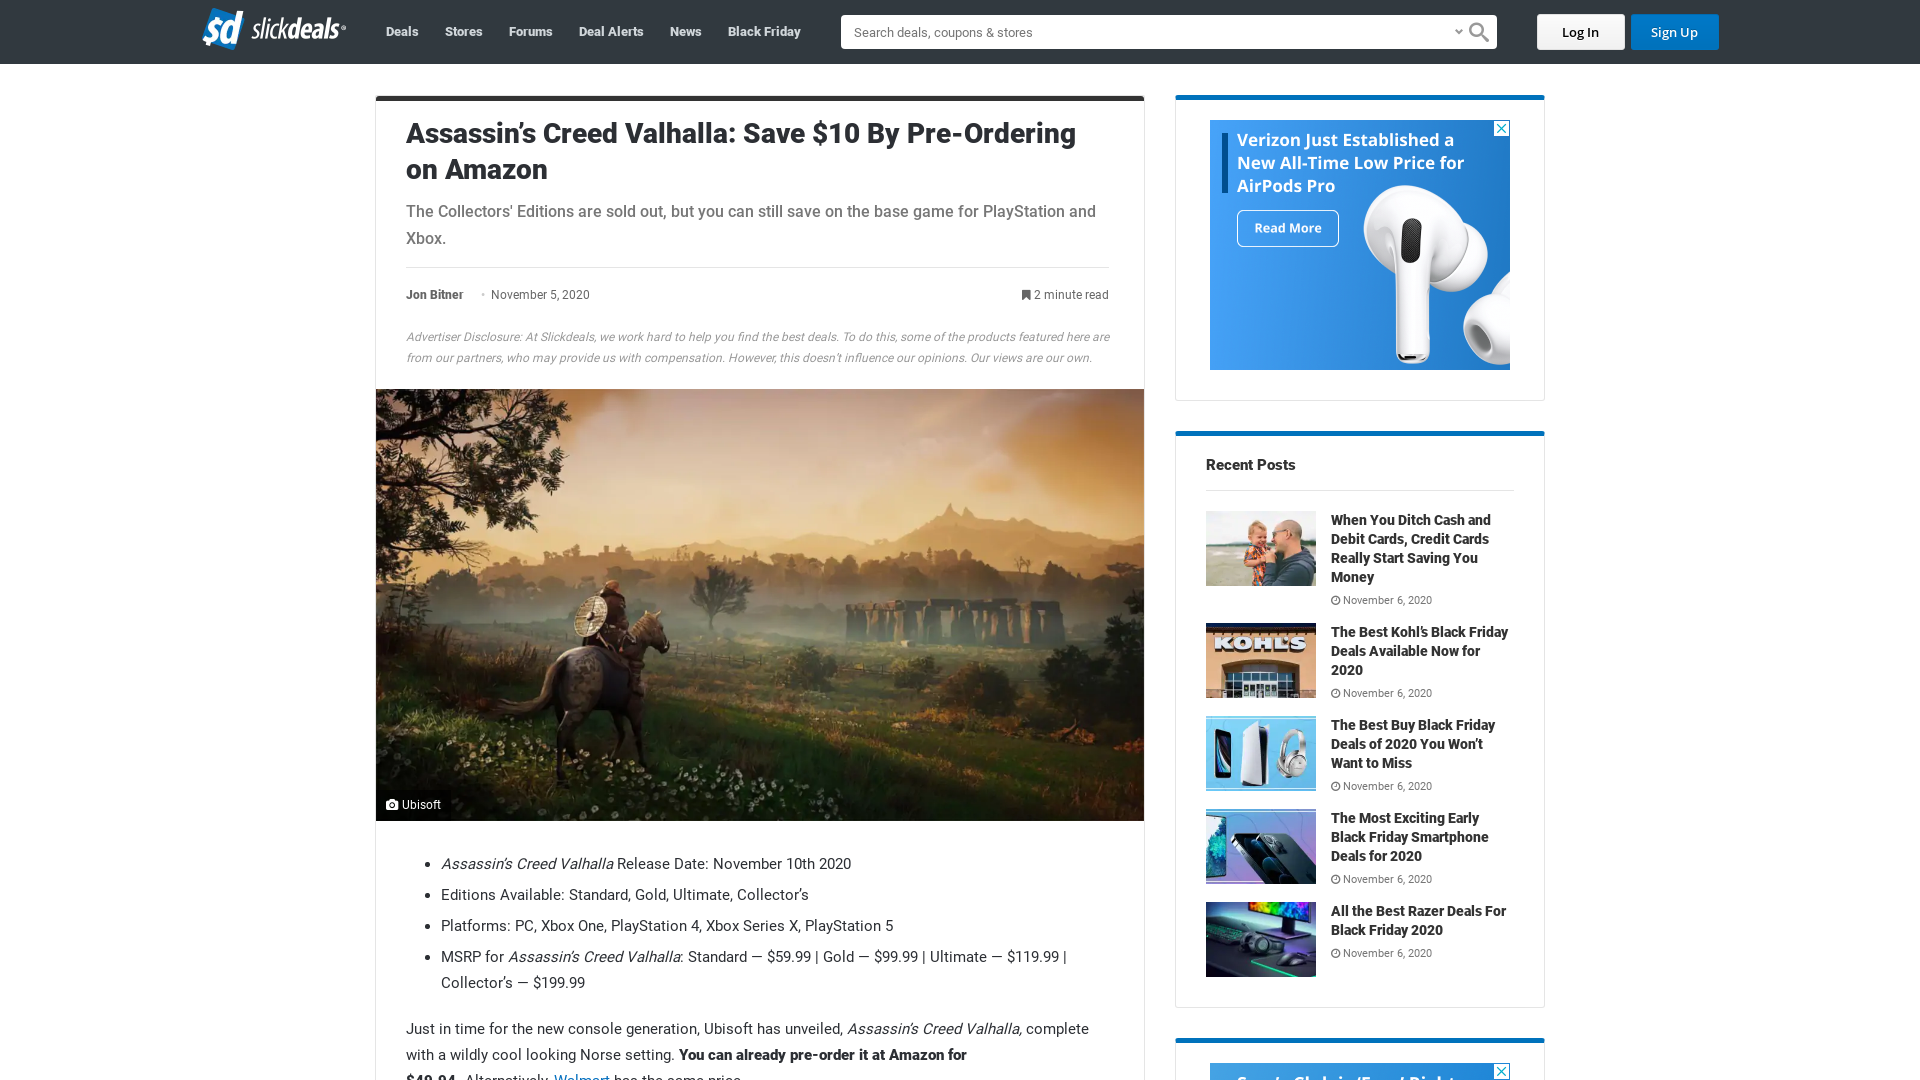 sd slickdeals
Deals
Stores
Forums
Deal Alerts
News
Black Friday
Search deals, coupons & stores
Log In
Sign Up
Assassin’s Creed Valhalla: Save $10 By Pre-Ordering
on Amazon
The Collectors' Editions are sold out, but you can still save on the base game for PlayStation and
Xbox.
Jon Bitner • November 5, 2020
2 minute read
Advertiser Disclosure: At Slickdeals, we work hard to help you find the best deals. To do this, some of the products featured here are
from our partners, who may provide us with compensation. However, this doesn’t influence our opinions. Our views are our own.
Ubisoft
• Assassin’s Creed Valhalla Release Date: November 10th 2020
• Editions Available: Standard, Gold, Ultimate, Collector’s
• Platforms: PC, Xbox One, PlayStation 4, Xbox Series X, PlayStation 5
• MSRP for Assassin’s Creed Valhalla: Standard — $59.99 | Gold — $99.99 | Ultimate — $119.99 |
Collector’s — $199.99
Just in time for the new console generation, Ubisoft has unveiled, Assassin’s Creed Valhalla, complete
with a wildly cool looking Norse setting. You can already pre-order it at Amazon for
$49.94. Alternatively, Walmart has the same price.
Verizon Just Established a
New All-Time Low Price for
AirPods Pro
Read More
Recent Posts
When You Ditch Cash and
Debit Cards, Credit Cards
Really Start Saving You
Money
November 6, 2020
KOHL'S
The Best Kohl’s Black Friday
Deals Available Now for
2020
November 6, 2020
The Best Buy Black Friday
Deals of 2020 You Won’t
Want to Miss
November 6, 2020
The Most Exciting Early
Black Friday Smartphone
Deals for 2020
November 6, 2020
All the Best Razer Deals For
Black Friday 2020
November 6, 2020